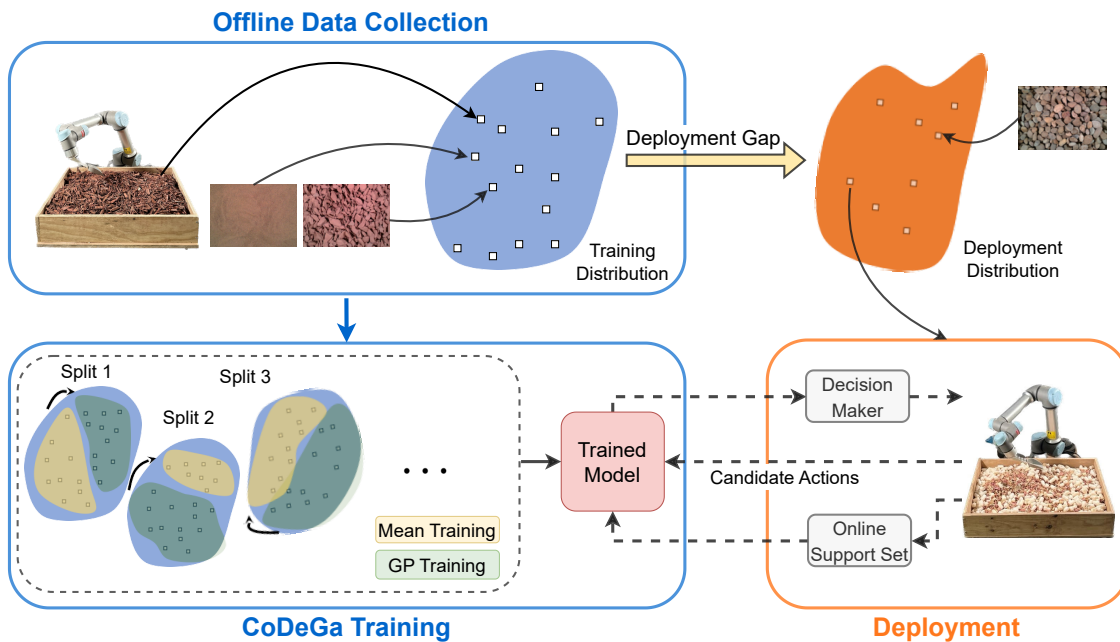 Offline Data Collection
Deployment Gap
Training
Distribution
Deployment
Distribution
Split 1
Split 2
Split 3
...
Mean Training
GP Training
Trained
Model
Decision
Maker
Candidate Actions
Online
Support Set
CoDeGa Training
Deployment